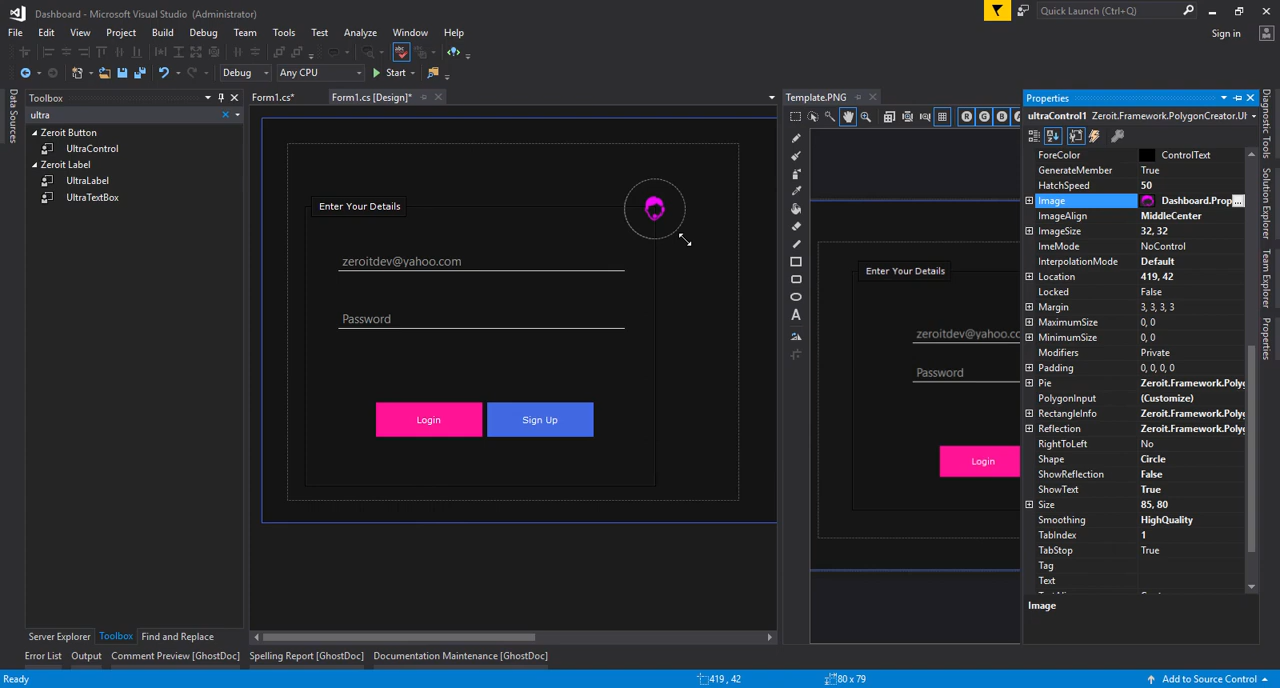 Dashboard - Microsoft Visual Studio (Administrator)
Quick Launch (Ctrl+Q)
File Edit View Project Build Debug Team Tools Test Analyze Window Help
Sign in
Debug Any CPU Start
Data Sources
Toolbox
ultra
Zeroit Button
UltraControl
Zeroit Label
UltraLabel
UltraTextBox
Form1.cs* Form1.cs [Design]*
Enter Your Details
zeroitdev@yahoo.com
Password
Login Sign Up
Template.PNG
R G B A
A
Enter Your Details
zeroitdev@yahoo.co
Password
Login
Properties
ultraControl1 Zeroit.Framework.PolygonCreator.Ul
ForeColor ControlText
GenerateMember True
HatchSpeed 50
Image Dashboard.Prop ...
ImageAlign MiddleCenter
ImageSize 32, 32
ImeMode NoControl
InterpolationMode Default
Location 419, 42
Locked False
Margin 3, 3, 3, 3
MaximumSize 0, 0
MinimumSize 0, 0
Modifiers Private
Padding 0, 0, 0, 0
Pie Zeroit.Framework.Polyg
PolygonInput (Customize)
RectangleInfo Zeroit.Framework.Polyg
Reflection Zeroit.Framework.Polyg
RightToLeft No
Shape Circle
ShowReflection False
ShowText True
Size 85, 80
Smoothing HighQuality
TabIndex 1
TabStop True
Tag
Text
Image
Diagnostic Tools
Solution Explorer
Team Explorer
Properties
Server Explorer Toolbox Find and Replace
Error List Output Comment Preview [GhostDoc] Spelling Report [GhostDoc] Documentation Maintenance [GhostDoc]
Ready 419 , 42 80 x 79 Add to Source Control